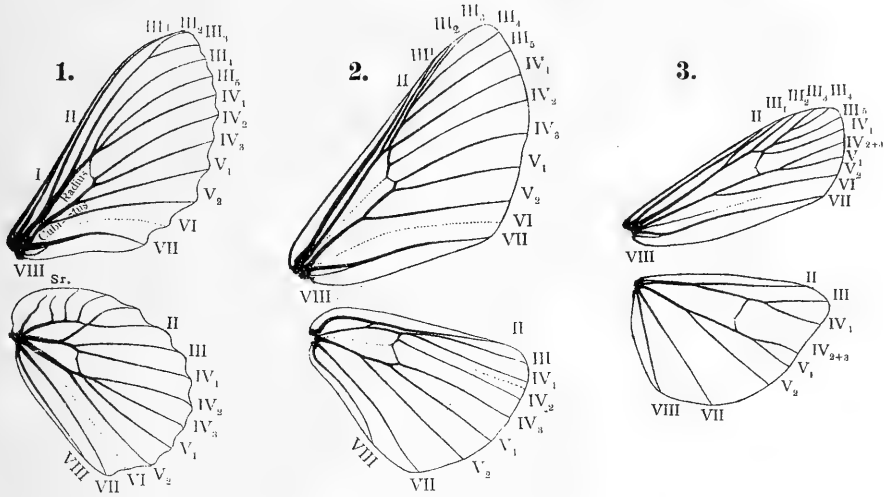 1.
I
II
III₁
III₂
III₃
III₄
III₅
IV₁
IV₂
IV₃
V₁
V₂
VI
VII
VIII
Radius
Cubitus
Sr.
II
III
IV₁
IV₂
IV₃
V₁
V₂
VI
VII
VIII
2.
II
III₁
III₂
III₃
III₄
III₅
IV₁
IV₂
IV₃
V₁
V₂
VI
VII
VIII
II
III
IV₁
IV₂
IV₃
V₁
V₂
VII
VIII
3.
II
III₁
III₂
III₃
III₄
III₅
IV₁
IV₂₊₃
V₁
V₂
VI
VII
VIII
II
III
IV₁
IV₂₊₃
V₁
V₂
VII
VIII